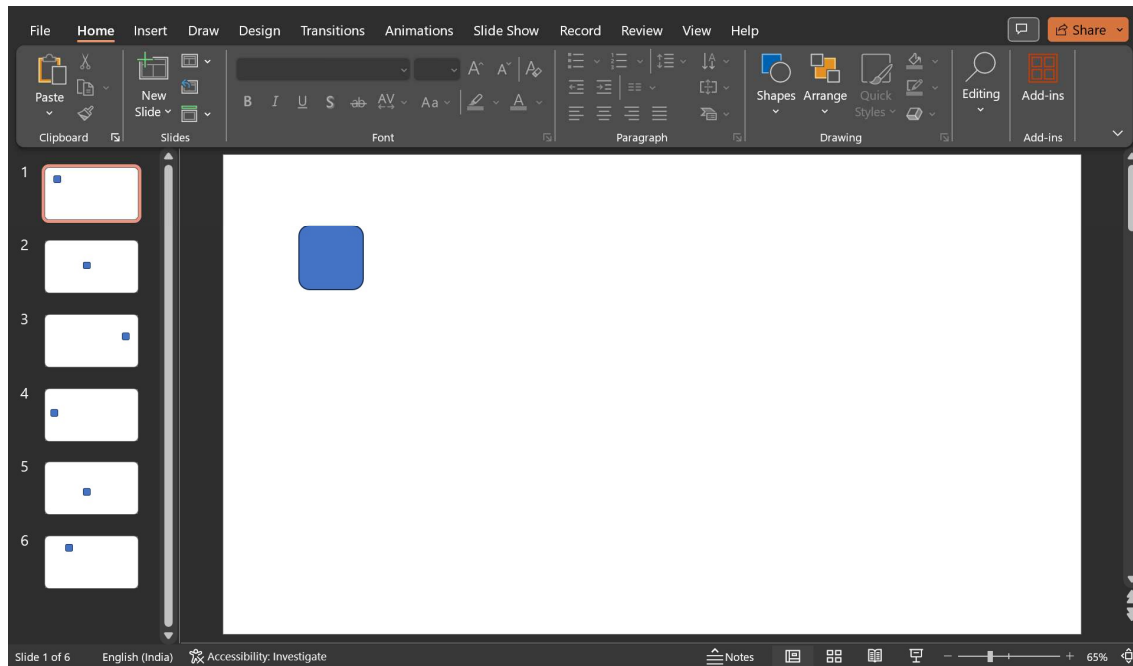 File Home Insert Draw Design Transitions Animations Slide Show Record Review View Help Share
Paste
New
Slide
B I U S ab AV Aa A
Shapes Arrange Quick
Styles
Editing
Add-ins
Clipboard Slides Font Paragraph Drawing Add-ins
1
2
3
4
5
6
Slide 1 of 6 English (India) Accessibility: Investigate Notes 65%